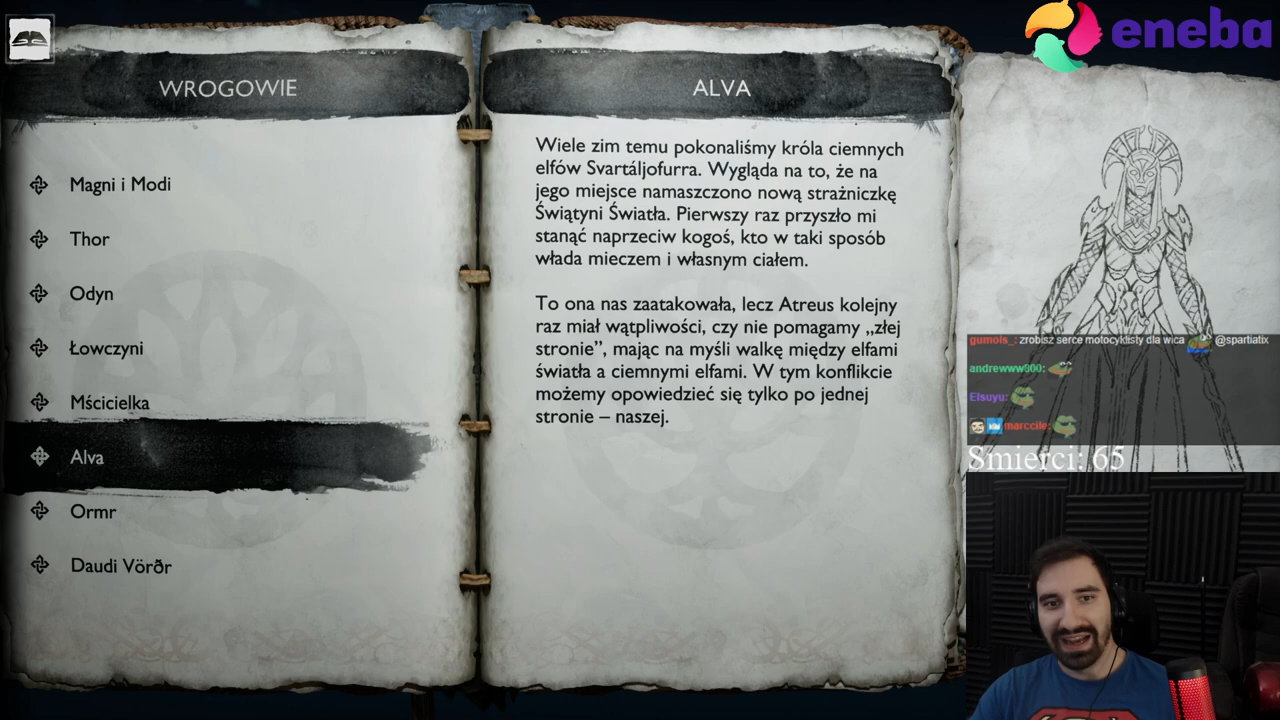 WROGOWIE
Magni i Modi
Thor
Odyn
Łowczyni
Mścicielka
Alva
Ormr
Daudi Vörðr
ALVA
Wiele zim temu pokonaliśmy króla ciemnych
elfów Svartáljofurra. Wygląda na to, że na
jego miejsce namaszczono nową strażniczkę
Świątyni Światła. Pierwszy raz przyszło mi
stanąć naprzeciw kogoś, kto w taki sposób
włada mieczem i własnym ciałem.
To ona nas zaatakowała, lecz Atreus kolejny
raz miał wątpliwości, czy nie pomagamy „złej
stronie”, mając na myśli walkę między elfami
światła a ciemnymi elfami. W tym konflikcie
możemy opowiedzieć się tylko po jednej
stronie – naszej.
eneba
gumois_: zrobisz serce motocyklisty dla wica @spartiatix
andrewww800:
Elsuyu:
marccile:
Smierci: 65